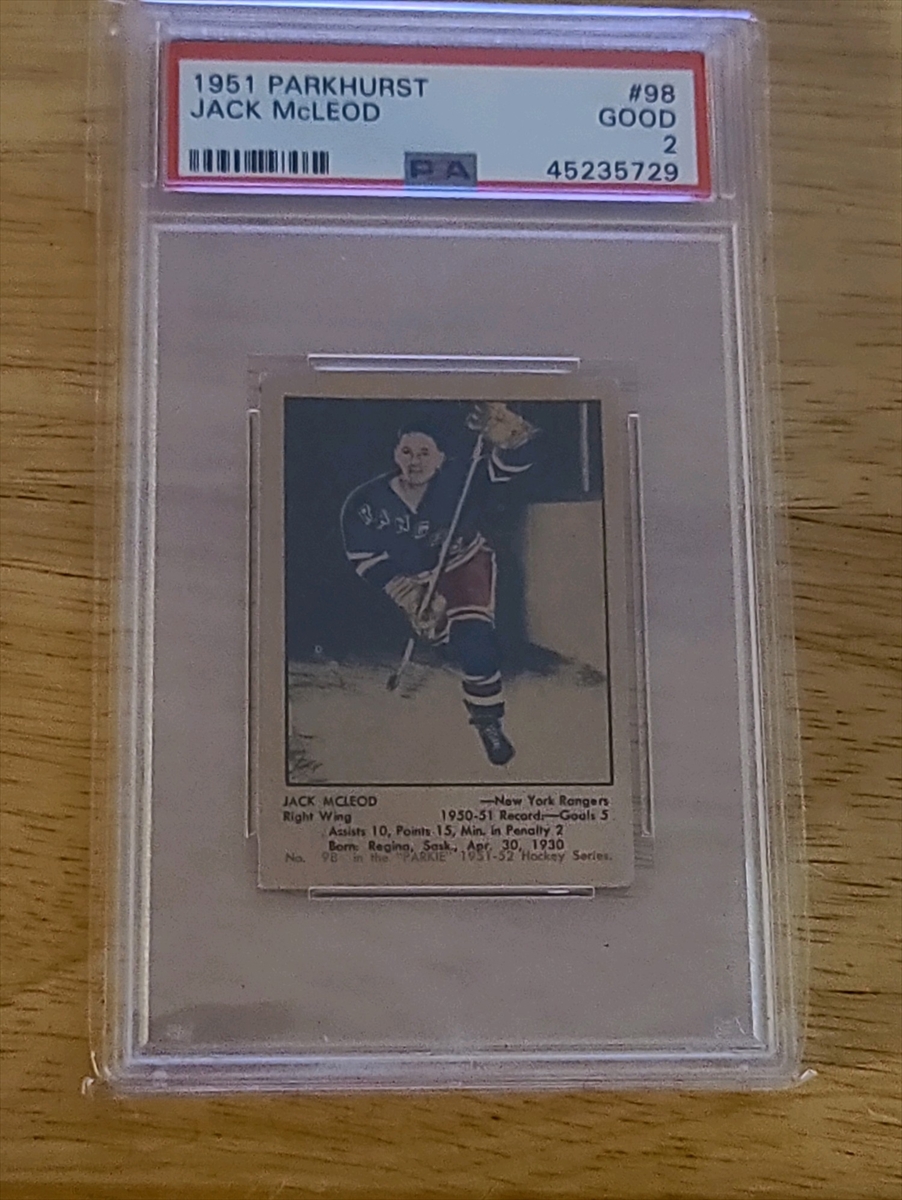 1951 PARKHURST #98
JACK McLEOD GOOD
2
PA 45235729
RANGE
JACK MCLEOD —New York Rangers
Right Wing 1950-51 Record:—Goals 5
Assists 10, Points 15, Min. in Penalty 2
Born: Regina, Sask., Apr. 30, 1930
No. 98 in the "PARKIE" 1951-52 Hockey Series.